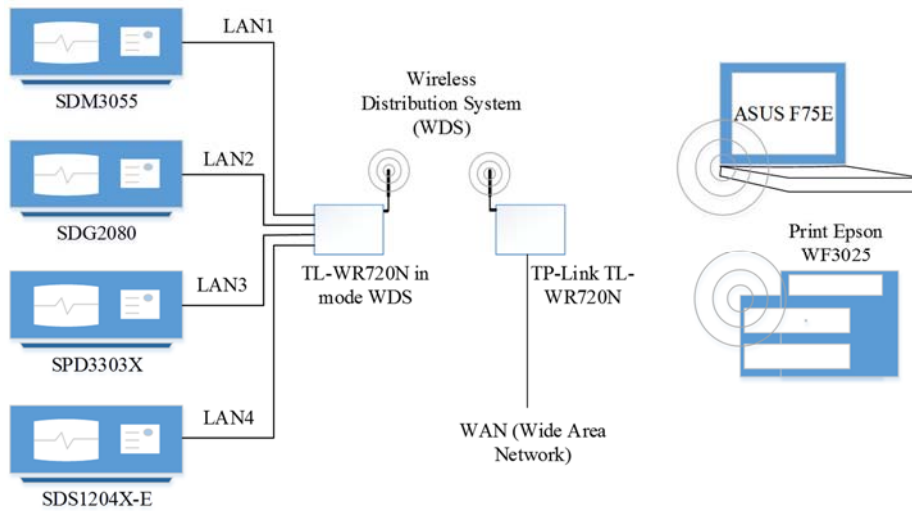 LAN1
SDM3055
LAN2
SDG2080
LAN3
SPD3303X
LAN4
SDS1204X-E
Wireless
Distribution System
(WDS)
TL-WR720N in
mode WDS
TP-Link TL-
WR720N
WAN (Wide Area
Network)
ASUS F75E
Print Epson
WF3025